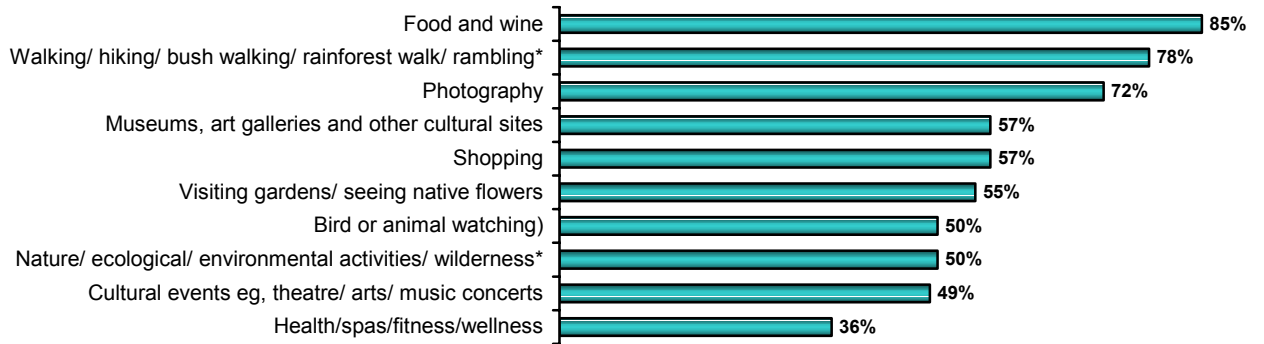 Food and wine 85%
Walking/ hiking/ bush walking/ rainforest walk/ rambling* 78%
Photography 72%
Museums, art galleries and other cultural sites 57%
Shopping 57%
Visiting gardens/ seeing native flowers 55%
Bird or animal watching) 50%
Nature/ ecological/ environmental activities/ wilderness* 50%
Cultural events eg, theatre/ arts/ music concerts 49%
Health/spas/fitness/wellness 36%